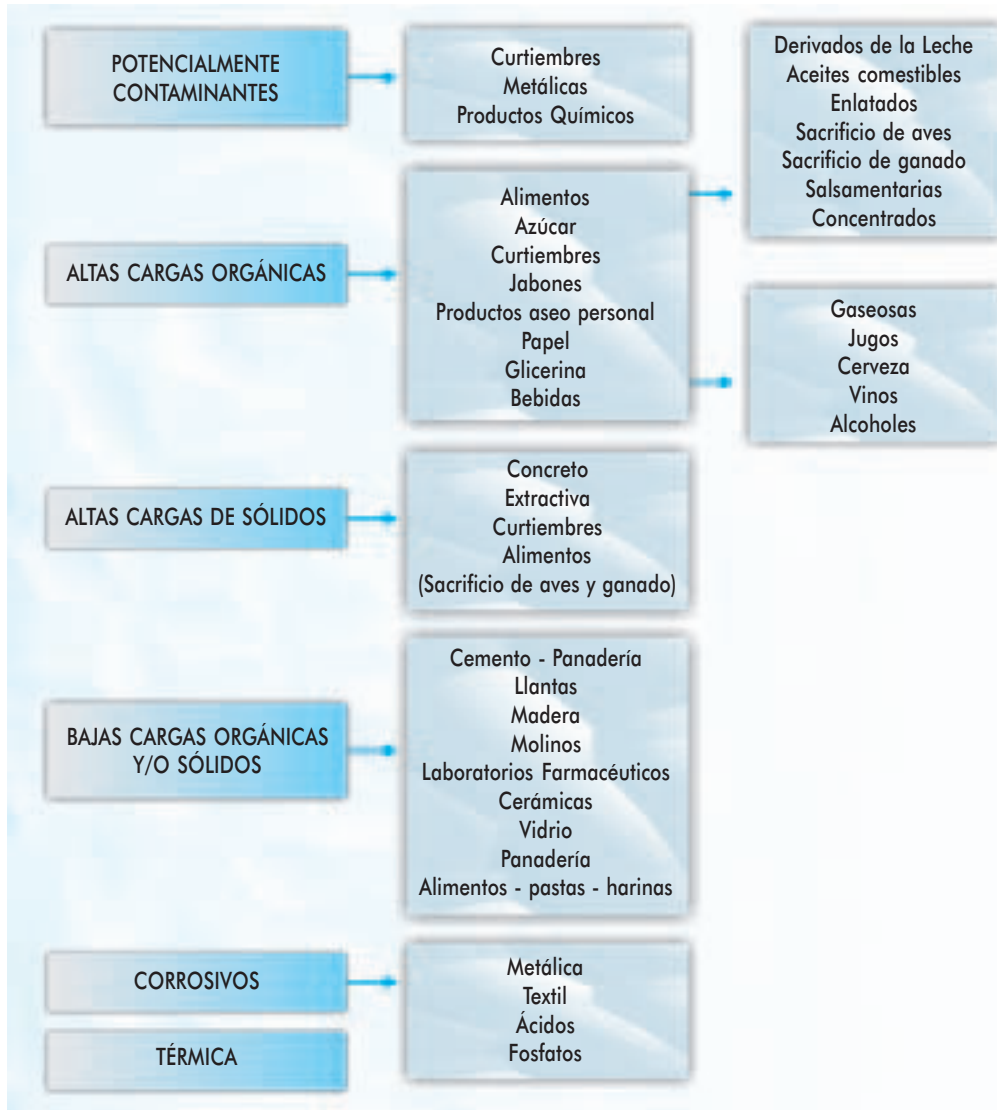 POTENCIALMENTE
CONTAMINANTES
Curtiembres
Metálicas
Productos Químicos
Derivados de la Leche
Aceites comestibles
Enlatados
Sacrificio de aves
Sacrificio de ganado
Salsamentarias
Concentrados
ALTAS CARGAS ORGÁNICAS
Alimentos
Azúcar
Curtiembres
Jabones
Productos aseo personal
Papel
Glicerina
Bebidas
Gaseosas
Jugos
Cerveza
Vinos
Alcoholes
ALTAS CARGAS DE SÓLIDOS
Concreto
Extractiva
Curtiembres
Alimentos
(Sacrificio de aves y ganado)
BAJAS CARGAS ORGÁNICAS
Y/O SÓLIDOS
Cemento - Panadería
Llantas
Madera
Molinos
Laboratorios Farmacéuticos
Cerámicas
Vidrio
Panadería
Alimentos - pastas - harinas
CORROSIVOS
Metálica
Textil
Ácidos
Fosfatos
TÉRMICA